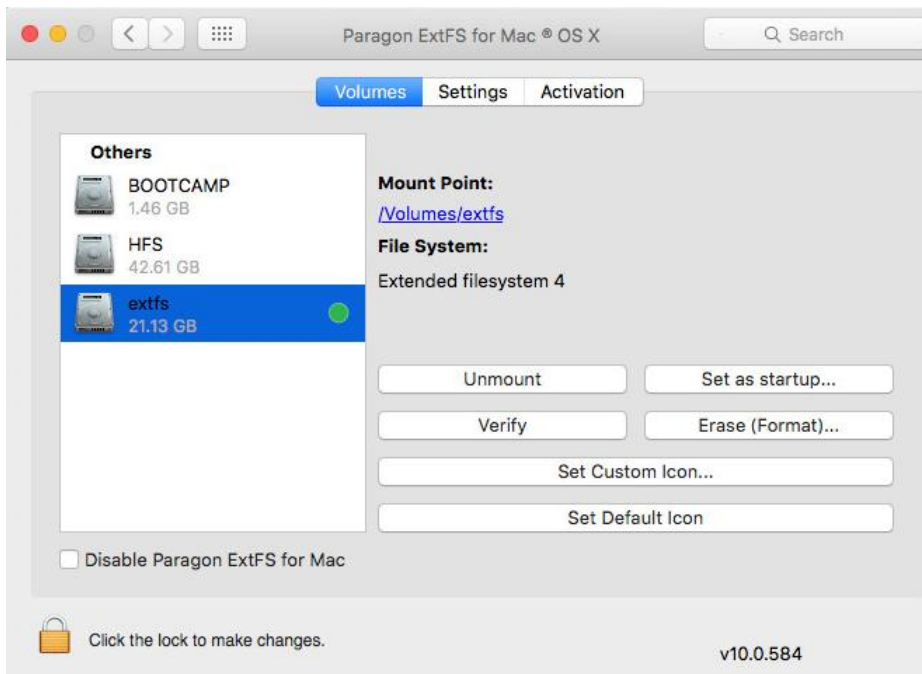 Paragon ExtFS for Mac ® OS X
Search
Volumes Settings Activation
Others
BOOTCAMP
1.46 GB
HFS
42.61 GB
extfs
21.13 GB
Mount Point:
/Volumes/extfs
File System:
Extended filesystem 4
Unmount Set as startup...
Verify Erase (Format)...
Set Custom Icon...
Set Default Icon
Disable Paragon ExtFS for Mac
Click the lock to make changes.
v10.0.584